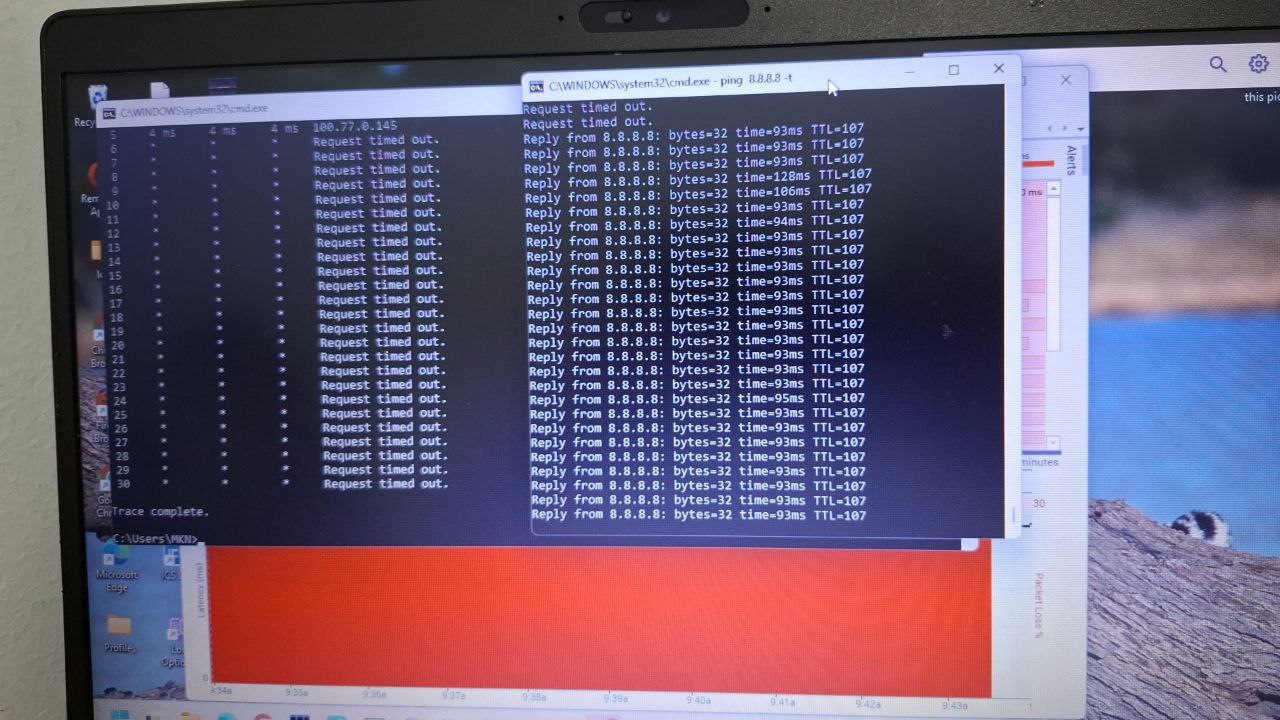 C:\WINDOWS\system32\cmd.exe
5 4 ms 4 ms 4 ms 100.77.0.145
6 * * * Request timed out.
7 * * * Request timed out.
8 * * * Request timed out.
9 * * * Request timed out.
10 * * * Request timed out.
11 * * * Request timed out.
12 * * * Request timed out.
13 * * * Request timed out.
14 * * * Request timed out.
15 * * * Request timed out.
16 * * * Request timed out.
17 * * * Request timed out.
18 * * * Request timed out.
19 * * * Request timed out.
20 * * * Request timed out.
21 * * * Request timed out.
22 * * * Request timed out.
23 * * * Request timed out.
24 * * * Request timed out.
25 * * * Request timed out.
26 * * * Request timed out.
27 * * * Request timed out.
28 * * * Request timed out.
29 * * * Request timed out.
30 * * * Request timed out.
Trace complete.
C:\Users\MKN>
C:\WINDOWS\system32\cmd.exe - ping 8.8.8.8 -t
Request timed out.
Request timed out.
Reply from 8.8.8.8: bytes=32 time=93ms TTL=107
Reply from 8.8.8.8: bytes=32 time=93ms TTL=107
Reply from 8.8.8.8: bytes=32 time=93ms TTL=107
Reply from 8.8.8.8: bytes=32 time=128ms TTL=107
Reply from 8.8.8.8: bytes=32 time=106ms TTL=107
Reply from 8.8.8.8: bytes=32 time=93ms TTL=107
Reply from 8.8.8.8: bytes=32 time=94ms TTL=107
Reply from 8.8.8.8: bytes=32 time=93ms TTL=107
Reply from 8.8.8.8: bytes=32 time=93ms TTL=107
Reply from 8.8.8.8: bytes=32 time=93ms TTL=107
Reply from 8.8.8.8: bytes=32 time=93ms TTL=107
Reply from 8.8.8.8: bytes=32 time=93ms TTL=107
Reply from 8.8.8.8: bytes=32 time=93ms TTL=107
Reply from 8.8.8.8: bytes=32 time=93ms TTL=107
Reply from 8.8.8.8: bytes=32 time=93ms TTL=107
Reply from 8.8.8.8: bytes=32 time=93ms TTL=107
Reply from 8.8.8.8: bytes=32 time=93ms TTL=107
Reply from 8.8.8.8: bytes=32 time=93ms TTL=107
Reply from 8.8.8.8: bytes=32 time=93ms TTL=107
Reply from 8.8.8.8: bytes=32 time=95ms TTL=107
Reply from 8.8.8.8: bytes=32 time=93ms TTL=107
Reply from 8.8.8.8: bytes=32 time=93ms TTL=107
Reply from 8.8.8.8: bytes=32 time=93ms TTL=107
Reply from 8.8.8.8: bytes=32 time=93ms TTL=107
Reply from 8.8.8.8: bytes=32 time=93ms TTL=107
Reply from 8.8.8.8: bytes=32 time=93ms TTL=107
Reply from 8.8.8.8: bytes=32 time=93ms TTL=107
Reply from 8.8.8.8: bytes=32 time=93ms TTL=107
this pic
Alerts
0 ms
minutes
30
Packet Loss %
Latency (ms)
0
9:35a 9:36a 9:37a 9:38a 9:39a 9:40a 9:41a 9:42a 9:43a
Microsoft
Edge
Profiles